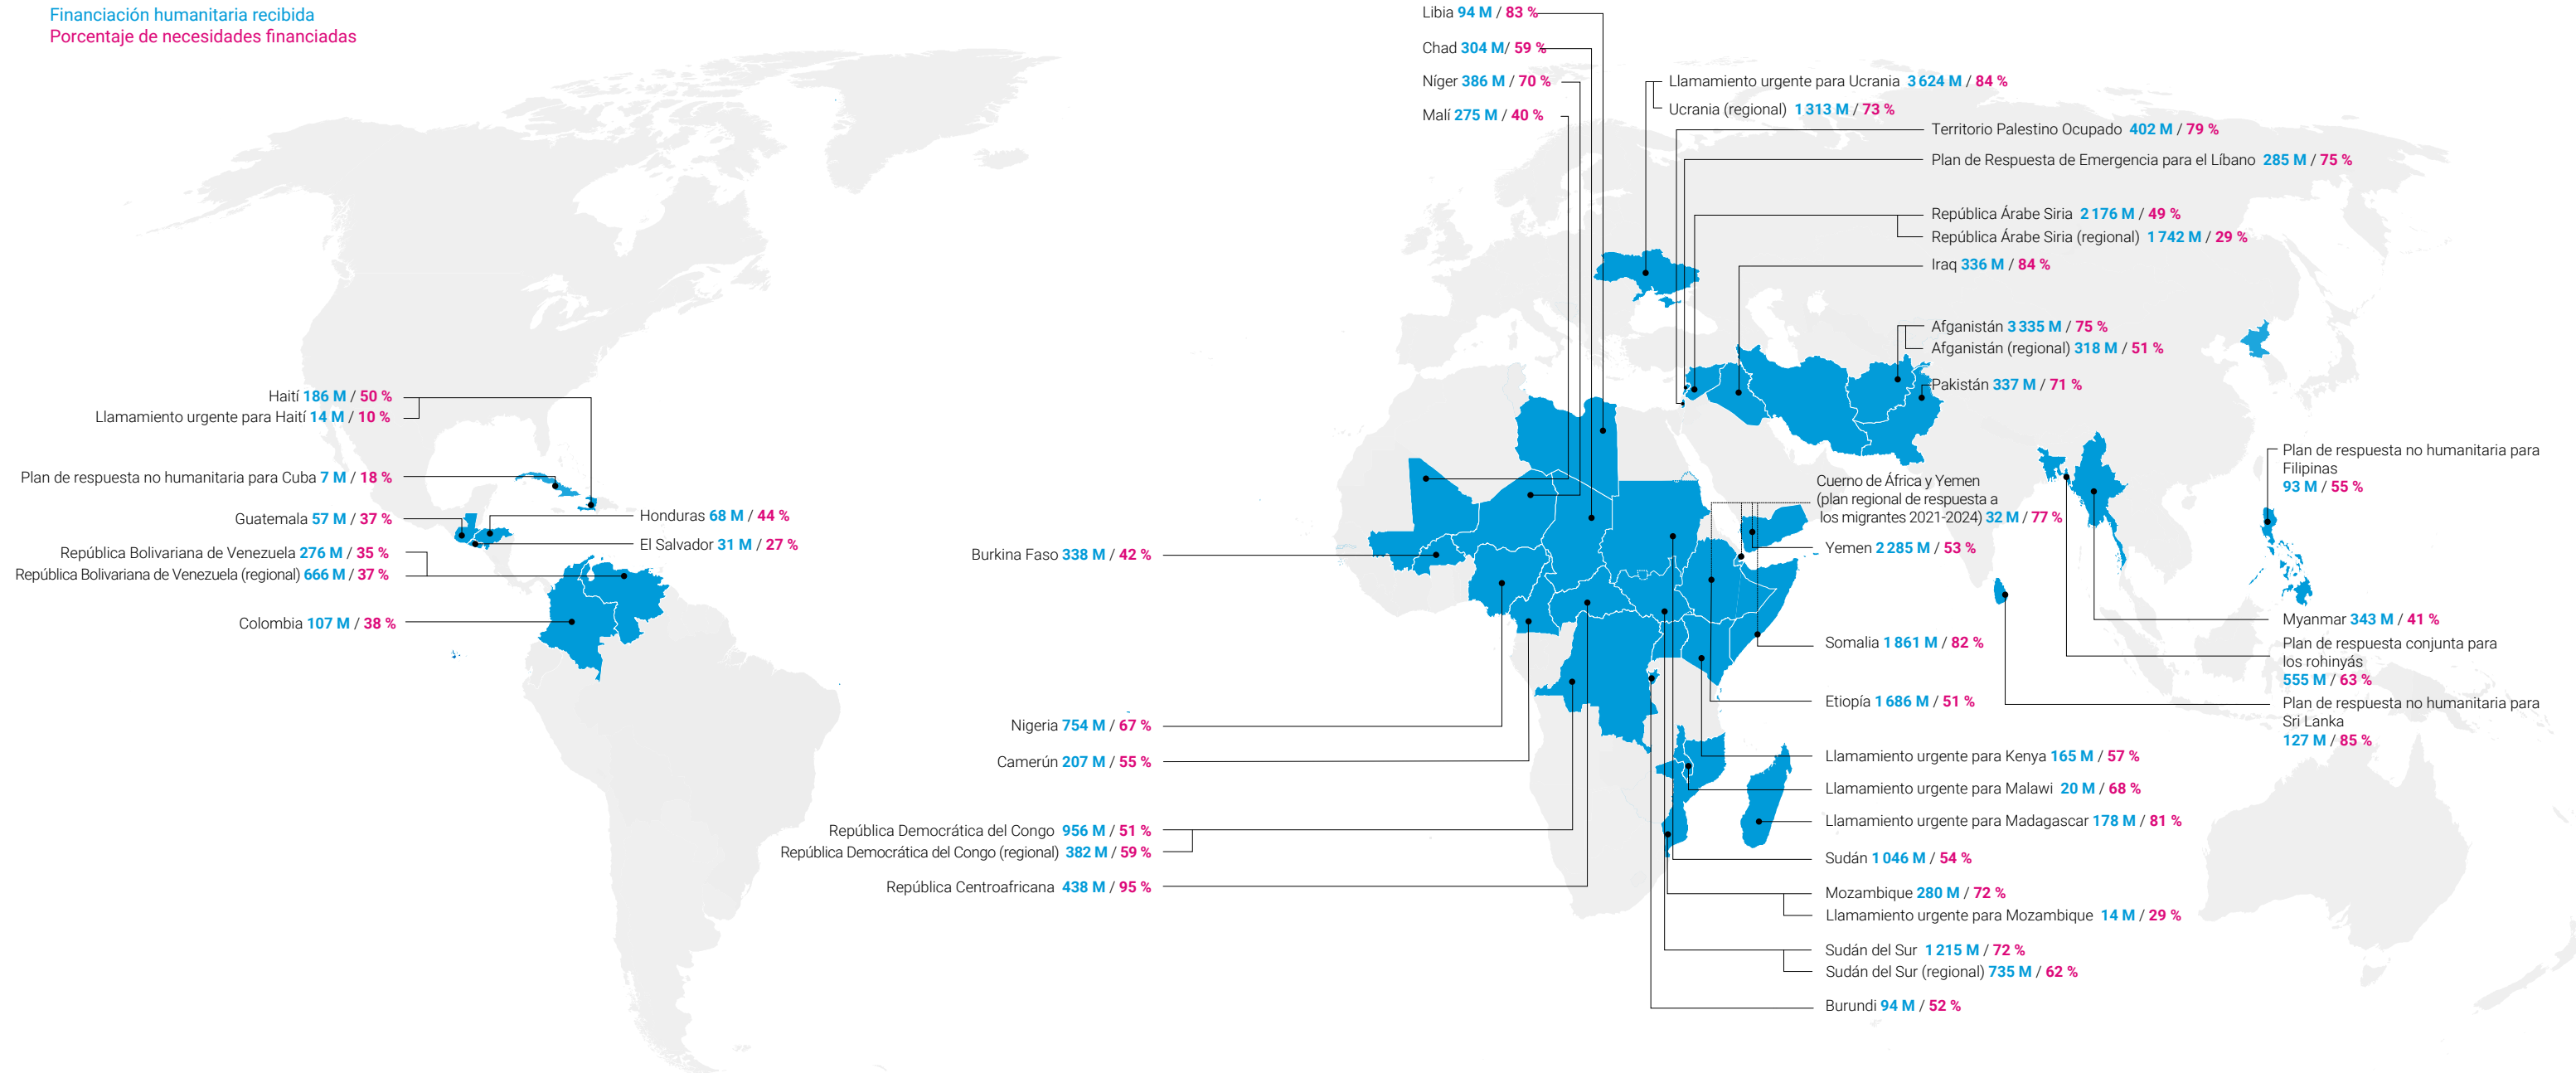 Financiación humanitaria recibida
Porcentaje de necesidades financiadas
Libia 94 M / 83 %
Chad 304 M/ 59 %
Níger 386 M / 70 %
Malí 275 M / 40 %
Llamamiento urgente para Ucrania 3 624 M / 84 %
Ucrania (regional) 1 313 M / 73 %
Territorio Palestino Ocupado 402 M / 79 %
Plan de Respuesta de Emergencia para el Líbano 285 M / 75 %
República Árabe Siria 2 176 M / 49 %
República Árabe Siria (regional) 1 742 M / 29 %
Iraq 336 M / 84 %
Afganistán 3 335 M / 75 %
Afganistán (regional) 318 M / 51 %
Pakistán 337 M / 71 %
Haití 186 M / 50 %
Llamamiento urgente para Haití 14 M / 10 %
Plan de respuesta no humanitaria para Cuba 7 M / 18 %
Guatemala 57 M / 37 %
República Bolivariana de Venezuela 276 M / 35 %
República Bolivariana de Venezuela (regional) 666 M / 37 %
Colombia 107 M / 38 %
Honduras 68 M / 44 %
El Salvador 31 M / 27 %
Burkina Faso 338 M / 42 %
Nigeria 754 M / 67 %
Camerún 207 M / 55 %
República Democrática del Congo 956 M / 51 %
República Democrática del Congo (regional) 382 M / 59 %
República Centroafricana 438 M / 95 %
Cuerno de África y Yemen
(plan regional de respuesta a
los migrantes 2021-2024) 32 M / 77 %
Yemen 2 285 M / 53 %
Somalia 1 861 M / 82 %
Etiopía 1 686 M / 51 %
Llamamiento urgente para Kenya 165 M / 57 %
Llamamiento urgente para Malawi 20 M / 68 %
Llamamiento urgente para Madagascar 178 M / 81 %
Sudán 1 046 M / 54 %
Mozambique 280 M / 72 %
Llamamiento urgente para Mozambique 14 M / 29 %
Sudán del Sur 1 215 M / 72 %
Sudán del Sur (regional) 735 M / 62 %
Burundi 94 M / 52 %
Plan de respuesta no humanitaria para
Filipinas
93 M / 55 %
Myanmar 343 M / 41 %
Plan de respuesta conjunta para
los rohinyás
555 M / 63 %
Plan de respuesta no humanitaria para
Sri Lanka
127 M / 85 %